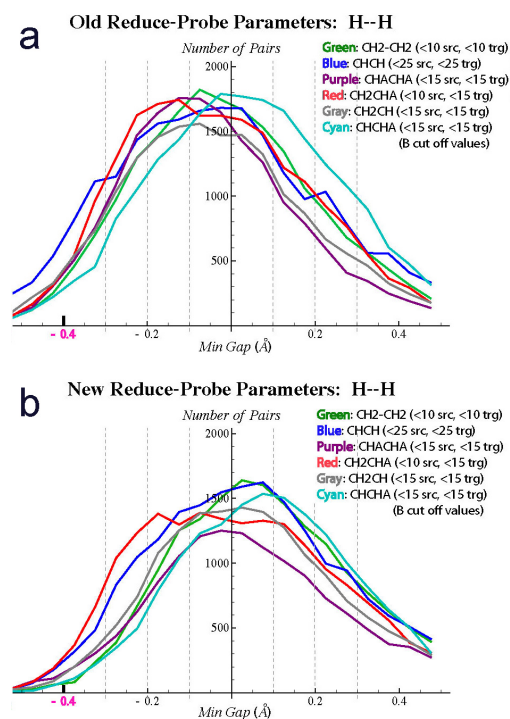 a
Old Reduce-Probe Parameters: H--H
Number of Pairs
2000
1500
1000
500
Green: CH2-CH2 (<10 src, <10 trg)
Blue: CHCH (<25 src, <25 trg)
Purple: CHACHA (<15 src, <15 trg)
Red: CH2CHA (<10 src, <15 trg)
Gray: CH2CH (<15 src, <15 trg)
Cyan: CHCHA (<15 src, <15 trg)
(B cut off values)
- 0.4 - 0.2 0.2 0.4
Min Gap (Å)
b
New Reduce-Probe Parameters: H--H
Number of Pairs
2000
1500
1000
500
Green: CH2-CH2 (<10 src, <10 trg)
Blue: CHCH (<25 src, <25 trg)
Purple: CHACHA (<15 src, <15 trg)
Red: CH2CHA (<10 src, <15 trg)
Gray: CH2CH (<15 src, <15 trg)
Cyan: CHCHA (<15 src, <15 trg)
(B cut off values)
- 0.4 - 0.2 0.2 0.4
Min Gap (Å)